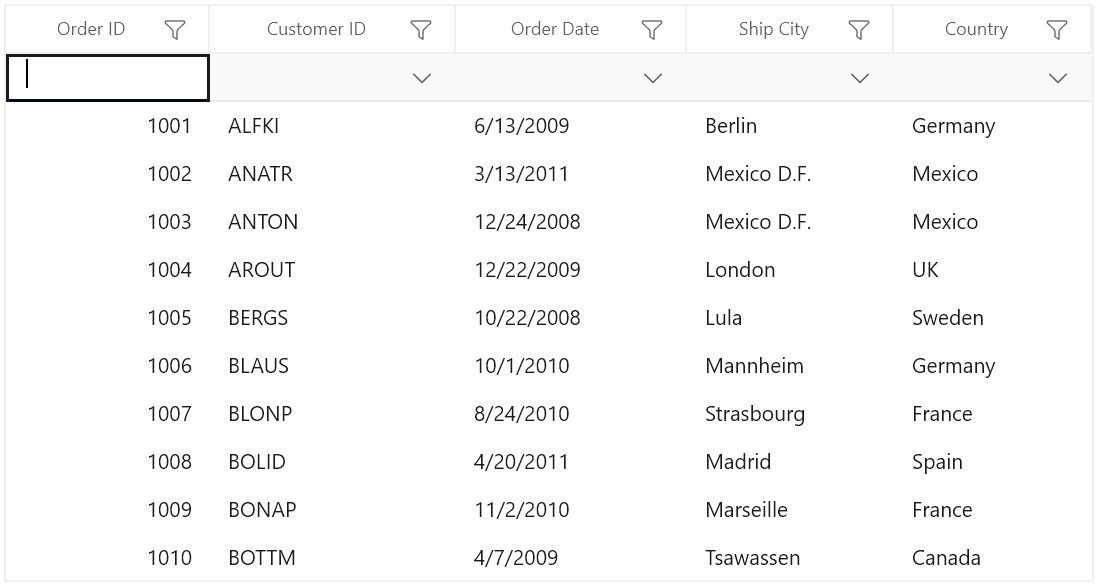 Order ID Customer ID Order Date Ship City Country
1001 ALFKI 6/13/2009 Berlin Germany
1002 ANATR 3/13/2011 Mexico D.F. Mexico
1003 ANTON 12/24/2008 Mexico D.F. Mexico
1004 AROUT 12/22/2009 London UK
1005 BERGS 10/22/2008 Lula Sweden
1006 BLAUS 10/1/2010 Mannheim Germany
1007 BLONP 8/24/2010 Strasbourg France
1008 BOLID 4/20/2011 Madrid Spain
1009 BONAP 11/2/2010 Marseille France
1010 BOTTM 4/7/2009 Tsawassen Canada